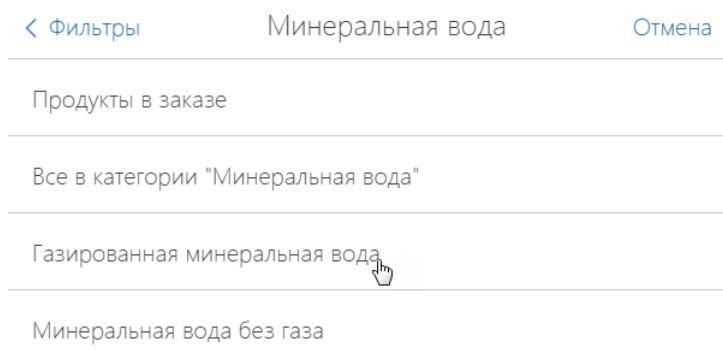 Фильтры Минеральная вода Отмена
Продукты в заказе
Все в категории "Минеральная вода"
Газированная минеральная вода
Минеральная вода без газа